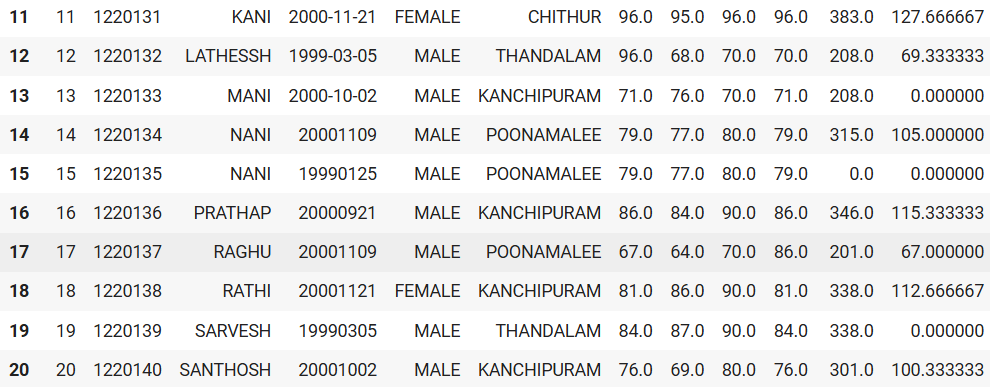 11 11 1220131 KANI 2000-11-21 FEMALE CHITHUR 96.0 95.0 96.0 96.0 383.0 127.666667
12 12 1220132 LATHESSH 1999-03-05 MALE THANDALAM 96.0 68.0 70.0 70.0 208.0 69.333333
13 13 1220133 MANI 2000-10-02 MALE KANCHIPURAM 71.0 76.0 70.0 71.0 208.0 0.000000
14 14 1220134 NANI 20001109 MALE POONAMALEE 79.0 77.0 80.0 79.0 315.0 105.000000
15 15 1220135 NANI 19990125 MALE POONAMALEE 79.0 77.0 80.0 79.0 0.0 0.000000
16 16 1220136 PRATHAP 20000921 MALE KANCHIPURAM 86.0 84.0 90.0 86.0 346.0 115.333333
17 17 1220137 RAGHU 20001109 MALE POONAMALEE 67.0 64.0 70.0 86.0 201.0 67.000000
18 18 1220138 RATHI 20001121 FEMALE KANCHIPURAM 81.0 86.0 90.0 81.0 338.0 112.666667
19 19 1220139 SARVESH 19990305 MALE THANDALAM 84.0 87.0 90.0 84.0 338.0 0.000000
20 20 1220140 SANTHOSH 20001002 MALE KANCHIPURAM 76.0 69.0 80.0 76.0 301.0 100.333333